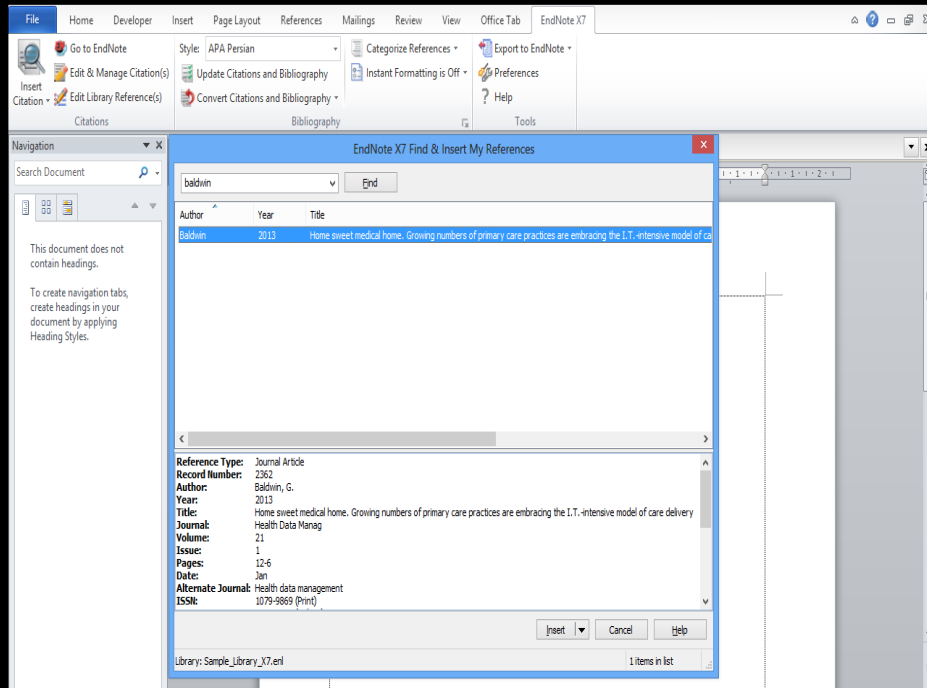 File Home Developer Insert Page Layout References Mailings Review View Office Tab EndNote X7
Insert Citation
Go to EndNote
Edit & Manage Citation(s)
Edit Library Reference(s)
Citations
Style: APA Persian
Update Citations and Bibliography
Convert Citations and Bibliography
Categorize References
Instant Formatting is Off
Bibliography
Export to EndNote
Preferences
Help
Tools
Navigation
Search Document
This document does not
contain headings.
To create navigation tabs,
create headings in your
document by applying
Heading Styles.
EndNote X7 Find & Insert My References
baldwin Find
Author Year Title
Baldwin 2013 Home sweet medical home. Growing numbers of primary care practices are embracing the I.T.-intensive model of ca
Reference Type: Journal Article
Record Number: 2362
Author: Baldwin, G.
Year: 2013
Title: Home sweet medical home. Growing numbers of primary care practices are embracing the I.T.-intensive model of care delivery
Journal: Health Data Manag
Volume: 21
Issue: 1
Pages: 12-6
Date: Jan
Alternate Journal: Health data management
ISSN: 1079-9869 (Print)
Insert Cancel Help
Library: Sample_Library_X7.enl 1 items in list
1 1 2